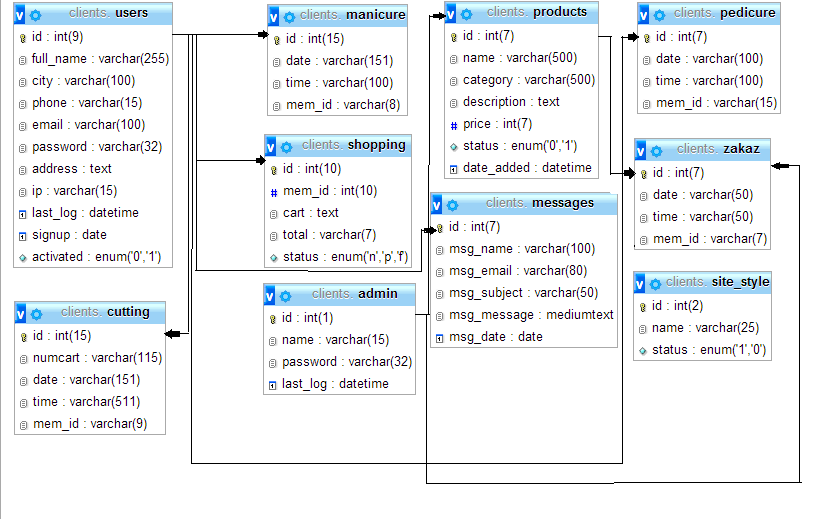 clients. users
id : int(9)
full_name : varchar(255)
city : varchar(100)
phone : varchar(15)
email : varchar(100)
password : varchar(32)
address : text
ip : varchar(15)
last_log : datetime
signup : date
activated : enum('0','1')
clients. manicure
id : int(15)
date : varchar(151)
time : varchar(100)
mem_id : varchar(8)
clients. products
id : int(7)
name : varchar(500)
category : varchar(500)
description : text
price : int(7)
status : enum('0','1')
date_added : datetime
clients. pedicure
id : int(7)
date : varchar(100)
time : varchar(100)
mem_id : varchar(15)
clients. shopping
id : int(10)
mem_id : int(10)
cart : text
total : varchar(7)
status : enum('n','p','f')
clients. zakaz
id : int(7)
date : varchar(50)
time : varchar(50)
mem_id : varchar(7)
clients. messages
id : int(7)
msg_name : varchar(100)
msg_email : varchar(80)
msg_subject : varchar(50)
msg_message : mediumtext
msg_date : date
clients. cutting
id : int(15)
numcart : varchar(115)
date : varchar(151)
time : varchar(511)
mem_id : varchar(9)
clients. admin
id : int(1)
name : varchar(15)
password : varchar(32)
last_log : datetime
clients. site_style
id : int(2)
name : varchar(25)
status : enum('1','0')